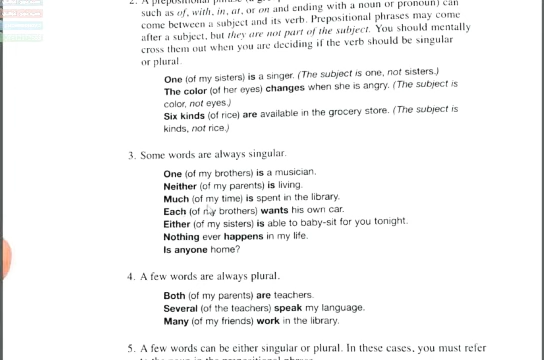 2. A prepositional phrase
such as of, with, in, at, or on and ending with a noun or pronoun) can
come between a subject and its verb. Prepositional phrases may come
after a subject, but they are not part of the subject. You should mentally
cross them out when you are deciding if the verb should be singular
or plural.
One (of my sisters) is a singer. (The subject is one, not sisters.)
The color (of her eyes) changes when she is angry. (The subject is
color, not eyes.)
Six kinds (of rice) are available in the grocery store. (The subject is
kinds, not rice.)
3. Some words are always singular.
One (of my brothers) is a musician.
Neither (of my parents) is living.
Much (of my time) is spent in the library.
Each (of my brothers) wants his own car.
Either (of my sisters) is able to baby-sit for you tonight.
Nothing ever happens in my life.
Is anyone home?
4. A few words are always plural.
Both (of my parents) are teachers.
Several (of the teachers) speak my language.
Many (of my friends) work in the library.
5. A few words can be either singular or plural. In these cases, you must refer